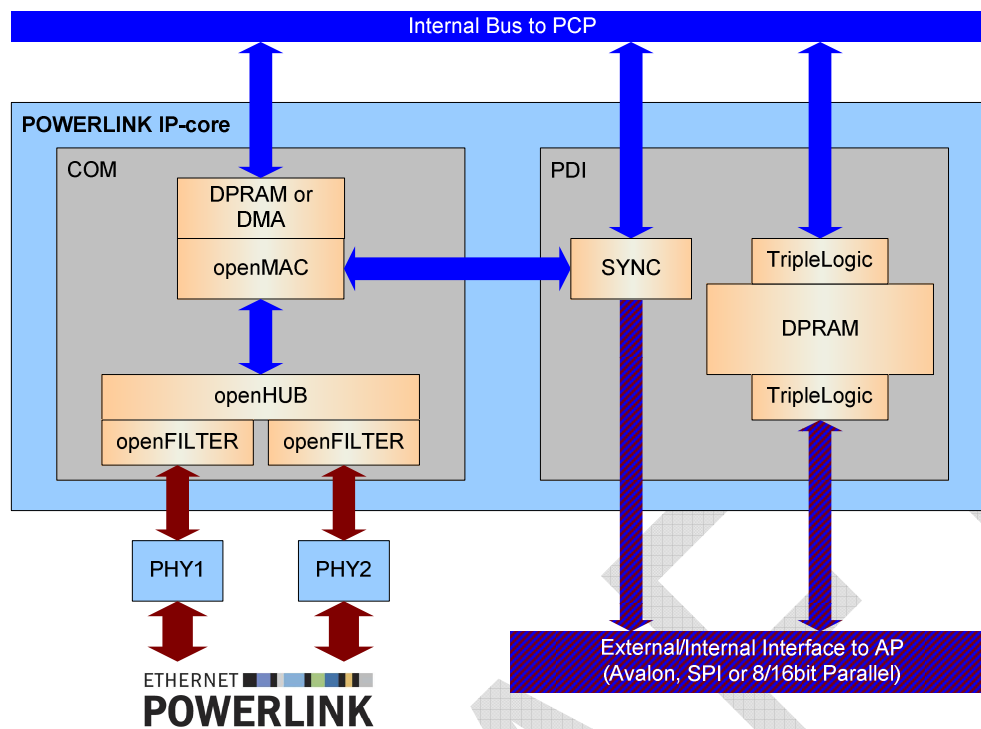 Internal Bus to PCP
POWERLINK IP-core
COM
PDI
DPRAM or
DMA
openMAC
SYNC
TripleLogic
DPRAM
TripleLogic
openHUB
openFILTER
openFILTER
PHY1
PHY2
External/Internal Interface to AP
(Avalon, SPI or 8/16bit Parallel)
ETHERNET
POWERLINK